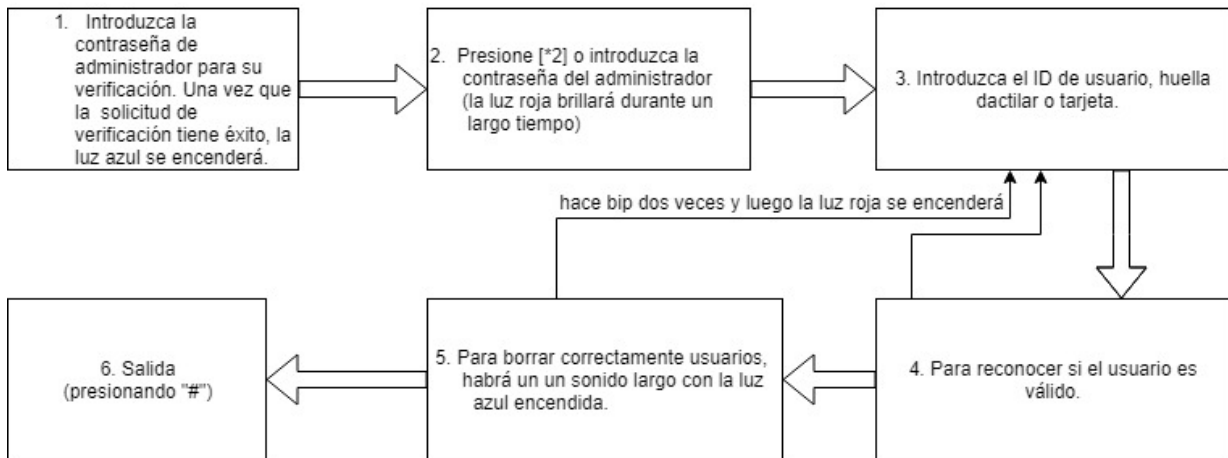 1. Introduzca la
contraseña de
administrador para su
verificación. Una vez que
la solicitud de
verificación tiene éxito, la
luz azul se encenderá.
2. Presione [*2] o introduzca la
contraseña del administrador
(la luz roja brillará durante un
largo tiempo)
3. Introduzca el ID de usuario, huella
dactilar o tarjeta.
hace bip dos veces y luego la luz roja se encenderá
4. Para reconocer si el usuario es
válido.
5. Para borrar correctamente usuarios,
habrá un un sonido largo con la luz
azul encendida.
6. Salida
(presionando "#")